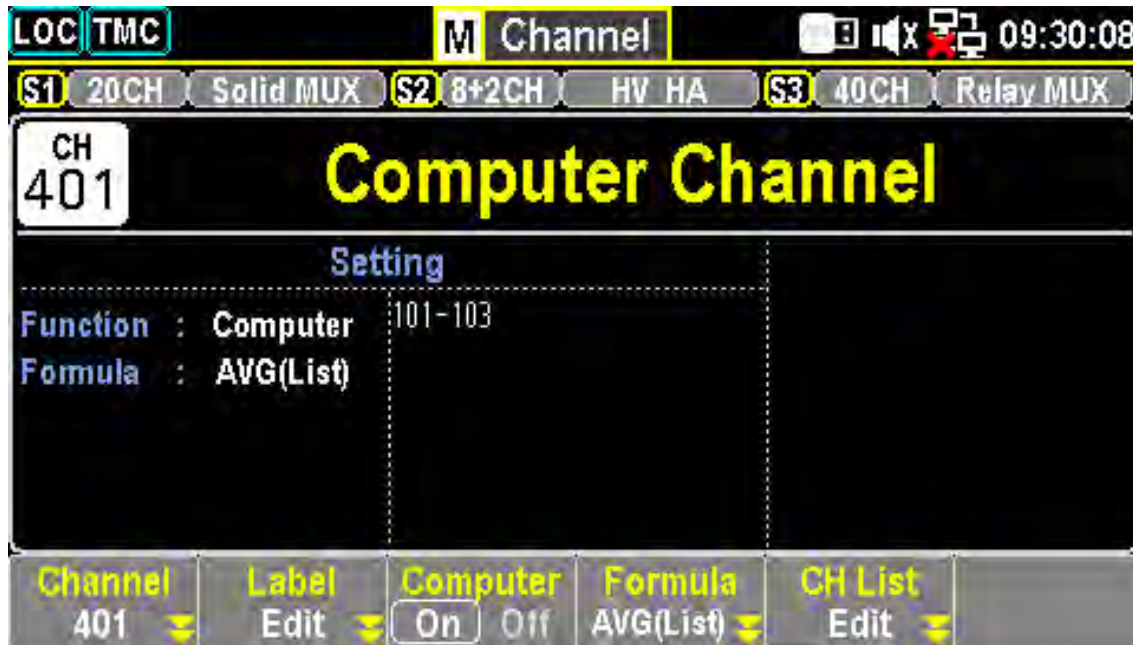 LOC TMC M Channel 09:30:08
S1 20CH Solid MUX S2 8+2CH HV HA S3 40CH Relay MUX
CH
401
Computer Channel
Setting
Function : Computer
101-103
Formula : AVG(List)
Channel Label Computer Formula CH List
401 Edit On Off AVG(List) Edit